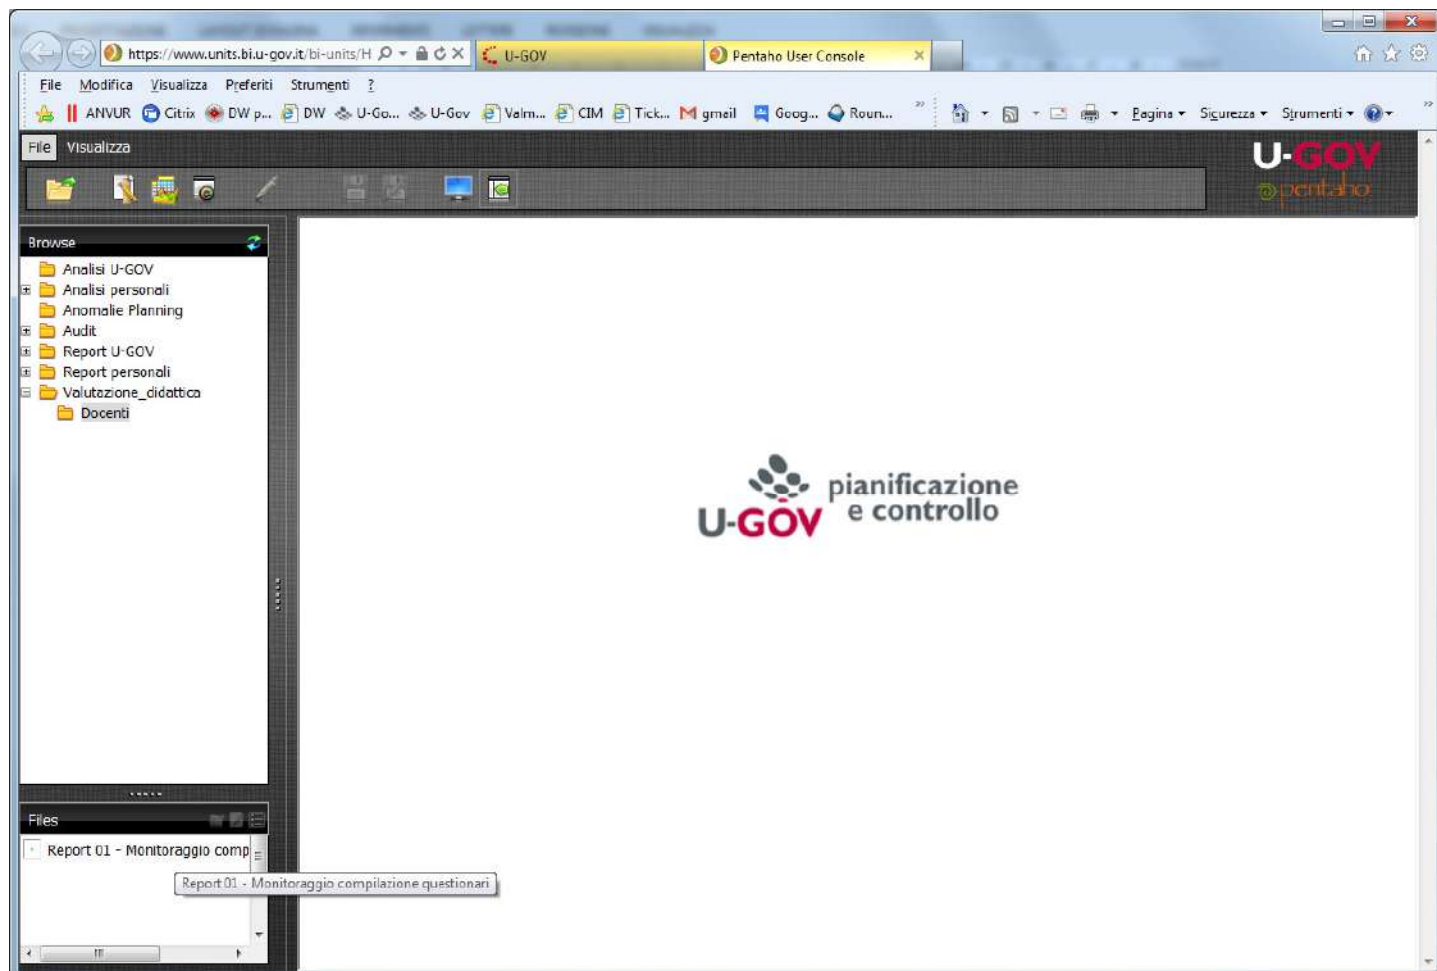 https://www.units.bi.u-gov.it/bi-units/H
U-GOV
Pentaho User Console
File Modifica Visualizza Preferiti Strumenti ?
ANVUR Citrix DW p... DW U-Go... U-Gov Valm... CIM Tick... gmail Goog... Roun... Pagina Sicurezza Strumenti
File Visualizza
U-GOV
pentaho
Browse
Analisi U-GOV
Analisi personali
Anomalie Planning
Audit
Report U-GOV
Report personali
Valutazione_didattica
Docenti
U-GOV pianificazione
e controllo
Files
Report 01 - Monitoraggio comp
Report 01 - Monitoraggio compilazione questionari